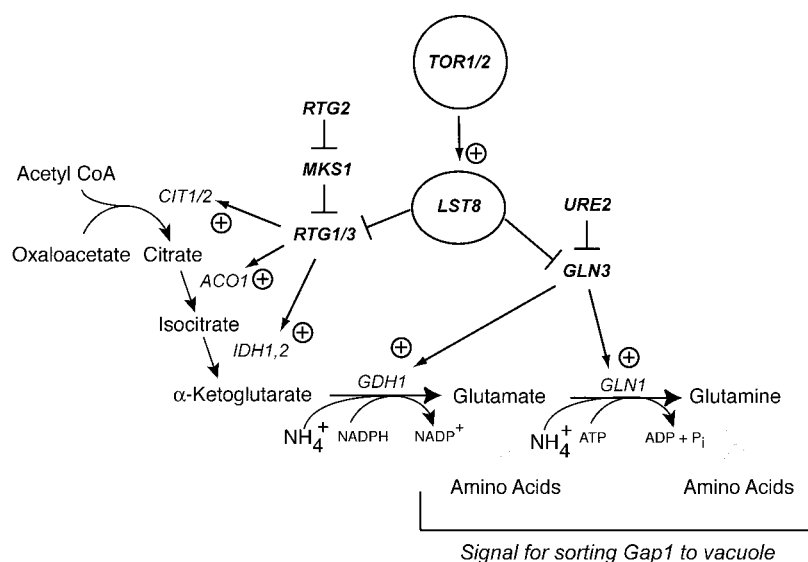 TOR1/2
RTG2
MKS1
Acetyl CoA
CIT1/2
+
LST8
URE2
+
RTG1/3
Oxaloacetate Citrate
ACO1 +
GLN3
Isocitrate
IDH1,2 +
+
+
α-Ketoglutarate
GDH1
Glutamate
GLN1
Glutamine
NH4+ NADPH NADP+
NH4+ ATP ADP + Pi
Amino Acids
Amino Acids
Signal for sorting Gap1 to vacuole